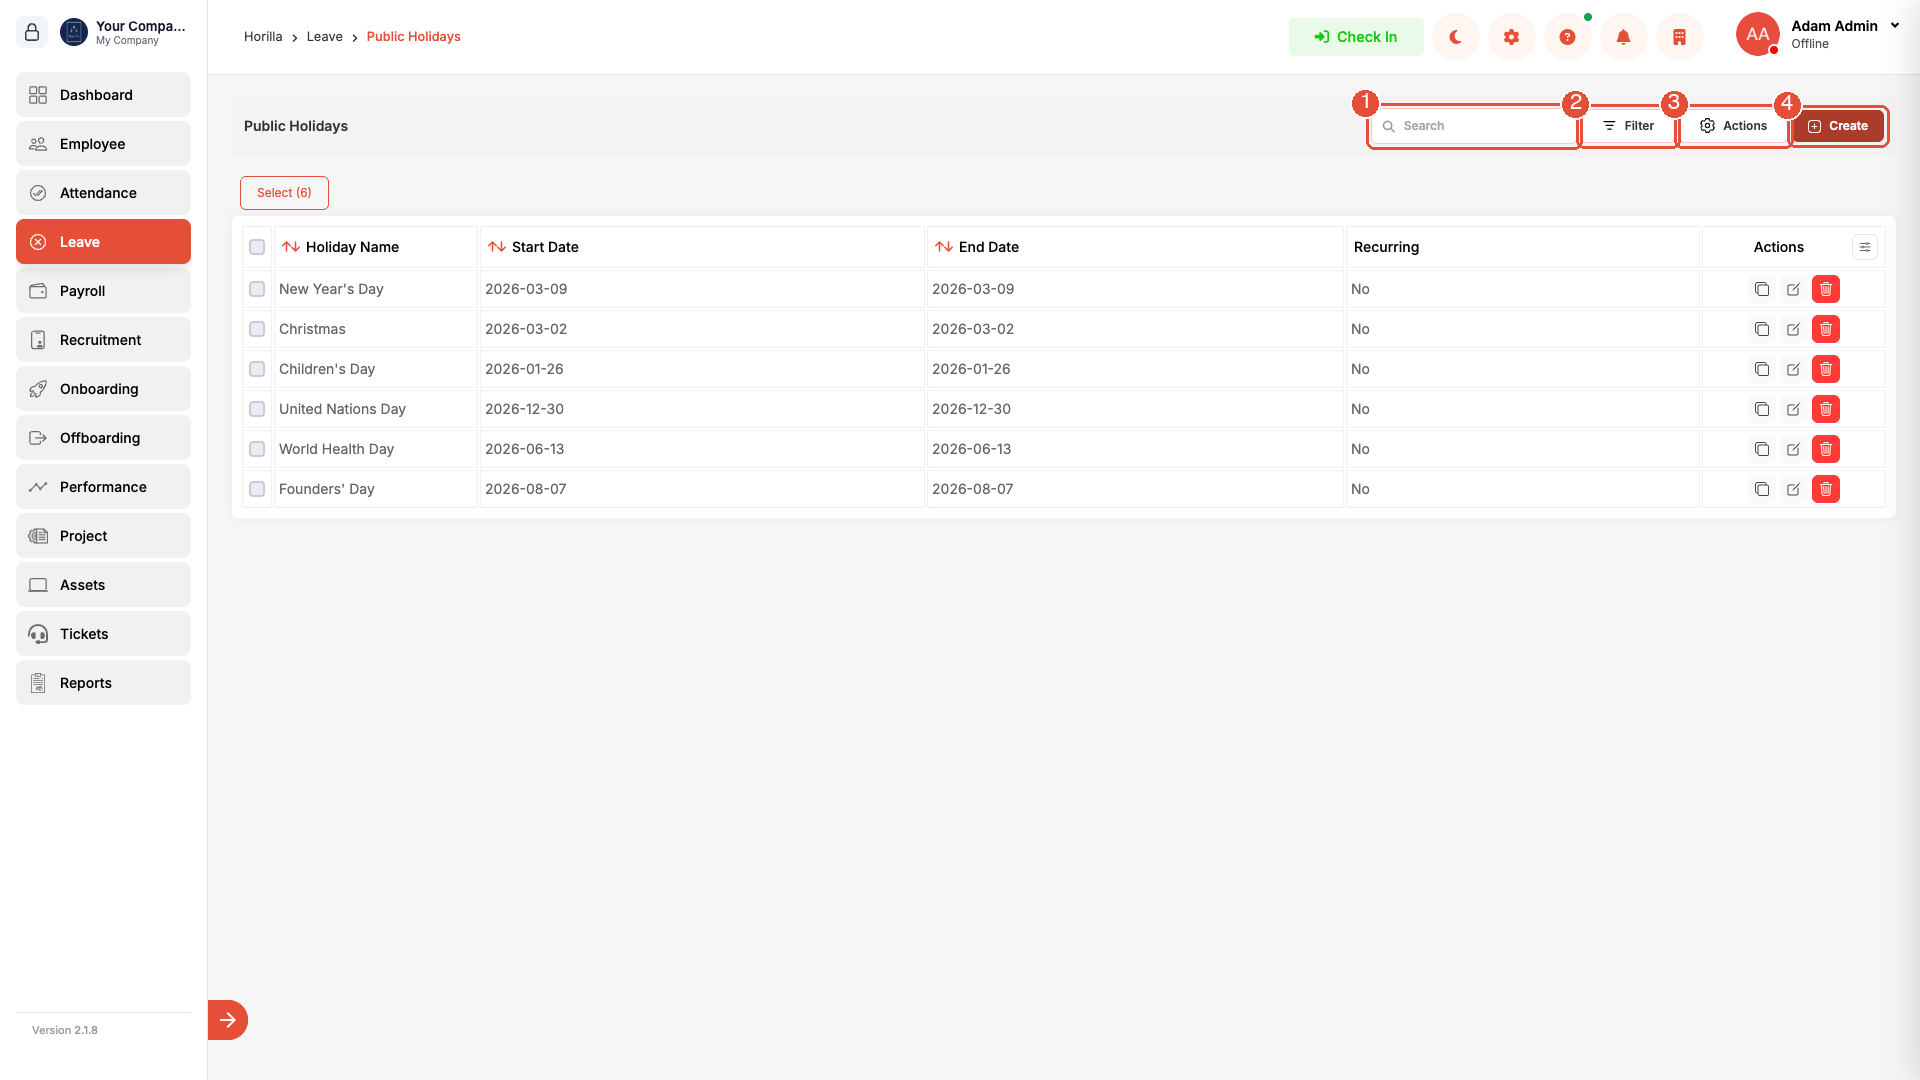 Your Compa...
My Company
Dashboard
Employee
Attendance
Leave
Payroll
Recruitment
Onboarding
Offboarding
Performance
Project
Assets
Tickets
Reports
Version 2.1.8
Horilla > Leave > Public Holidays
Check In
?
AA
Adam Admin
Offline
Public Holidays
1
Search
2
Filter
3
Actions
4
Create
Select (6)
Holiday Name Start Date End Date Recurring Actions
New Year's Day 2026-03-09 2026-03-09 No
Christmas 2026-03-02 2026-03-02 No
Children's Day 2026-01-26 2026-01-26 No
United Nations Day 2026-12-30 2026-12-30 No
World Health Day 2026-06-13 2026-06-13 No
Founders' Day 2026-08-07 2026-08-07 No